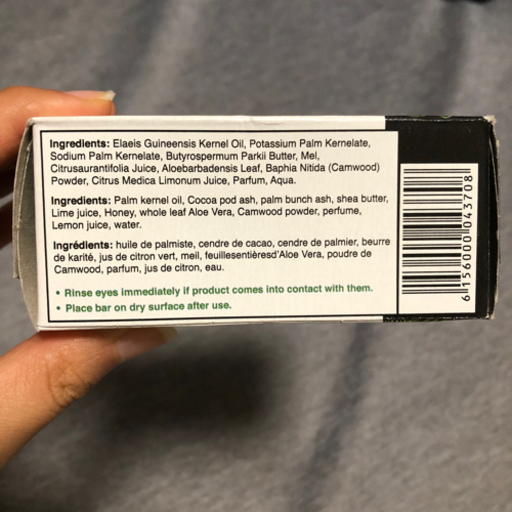 Ingredients: Elaeis Guineensis Kernel Oil, Potassium Palm Kernelate,
Sodium Palm Kernelate, Butyrospermum Parkii Butter, Mel,
Citrusaurantifolia Juice, Aloebarbadensis Leaf, Baphia Nitida (Camwood)
Powder, Citrus Medica Limonum Juice, Parfum, Aqua.
Ingredients: Palm kernel oil, Cocoa pod ash, palm bunch ash, shea butter,
Lime juice, Honey, whole leaf Aloe Vera, Camwood powder, perfume,
Lemon juice, water.
Ingrédients: huile de palmiste, cendre de cacao, cendre de palmier, beurre
de karité, jus de citron vert, meil, feuillesentièresd'Aloe Vera, poudre de
Camwood, parfum, jus de citron, eau.
• Rinse eyes immediately if product comes into contact with them.
• Place bar on dry surface after use.
6 156000 043708